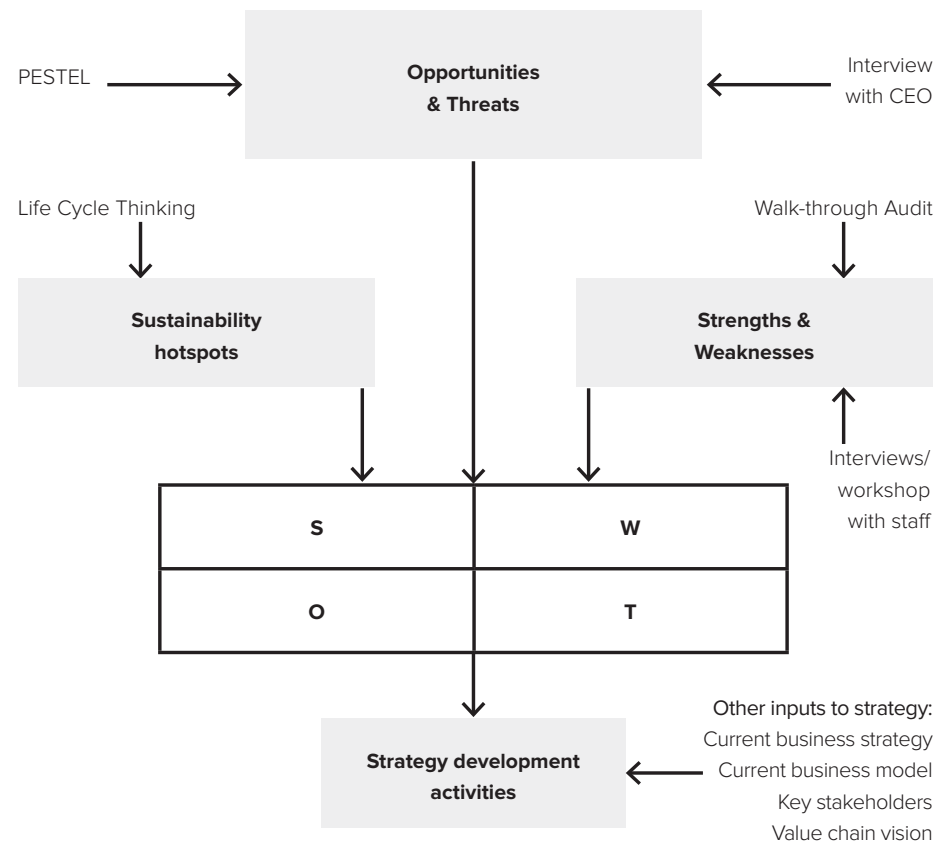 PESTEL
Opportunities
& Threats
Interview
with CEO
Life Cycle Thinking
Walk-through Audit
Sustainability
hotspots
Strengths &
Weaknesses
Interviews/
workshop
with staff
S
W
O
T
Strategy development
activities
Other inputs to strategy:
Current business strategy
Current business model
Key stakeholders
Value chain vision